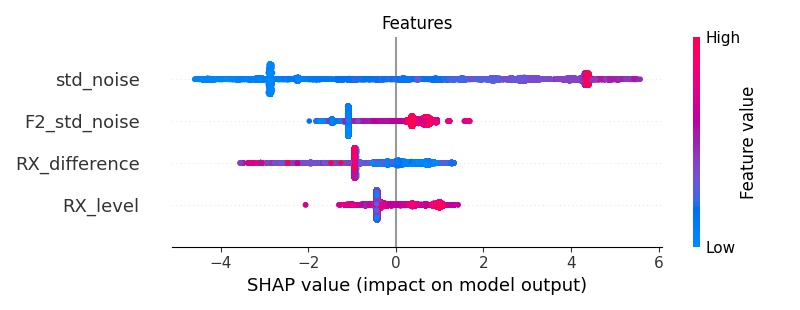 Features
High
std_noise
F2_std_noise
RX_difference
RX_level
Feature value
Low
−4 −2 0 2 4 6
SHAP value (impact on model output)